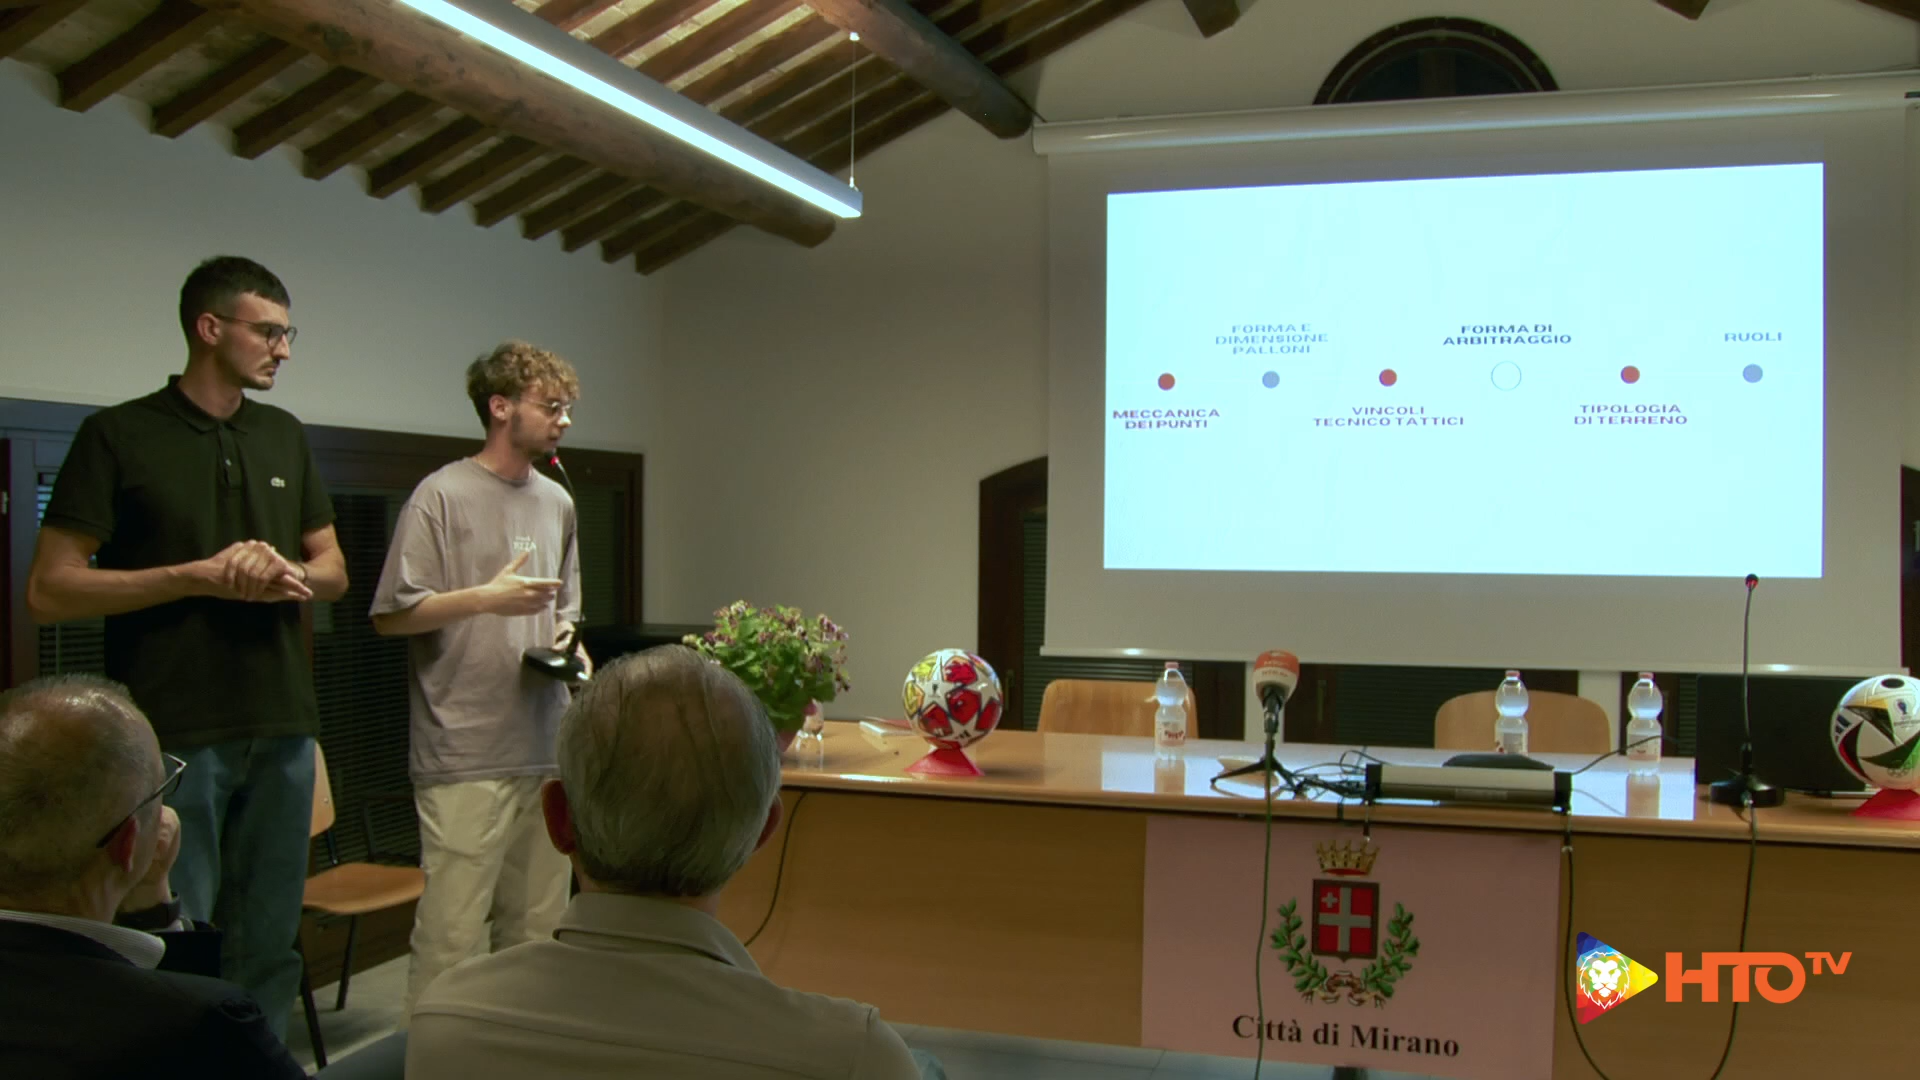 FORMA E
DIMENSIONE
PALLONI
FORMA DI
ARBITRAGGIO
RUOLI
MECCANICA
DEI PUNTI
VINCOLI
TECNICO TATTICI
TIPOLOGIA
DI TERRENO
Città di Mirano
HTO TV